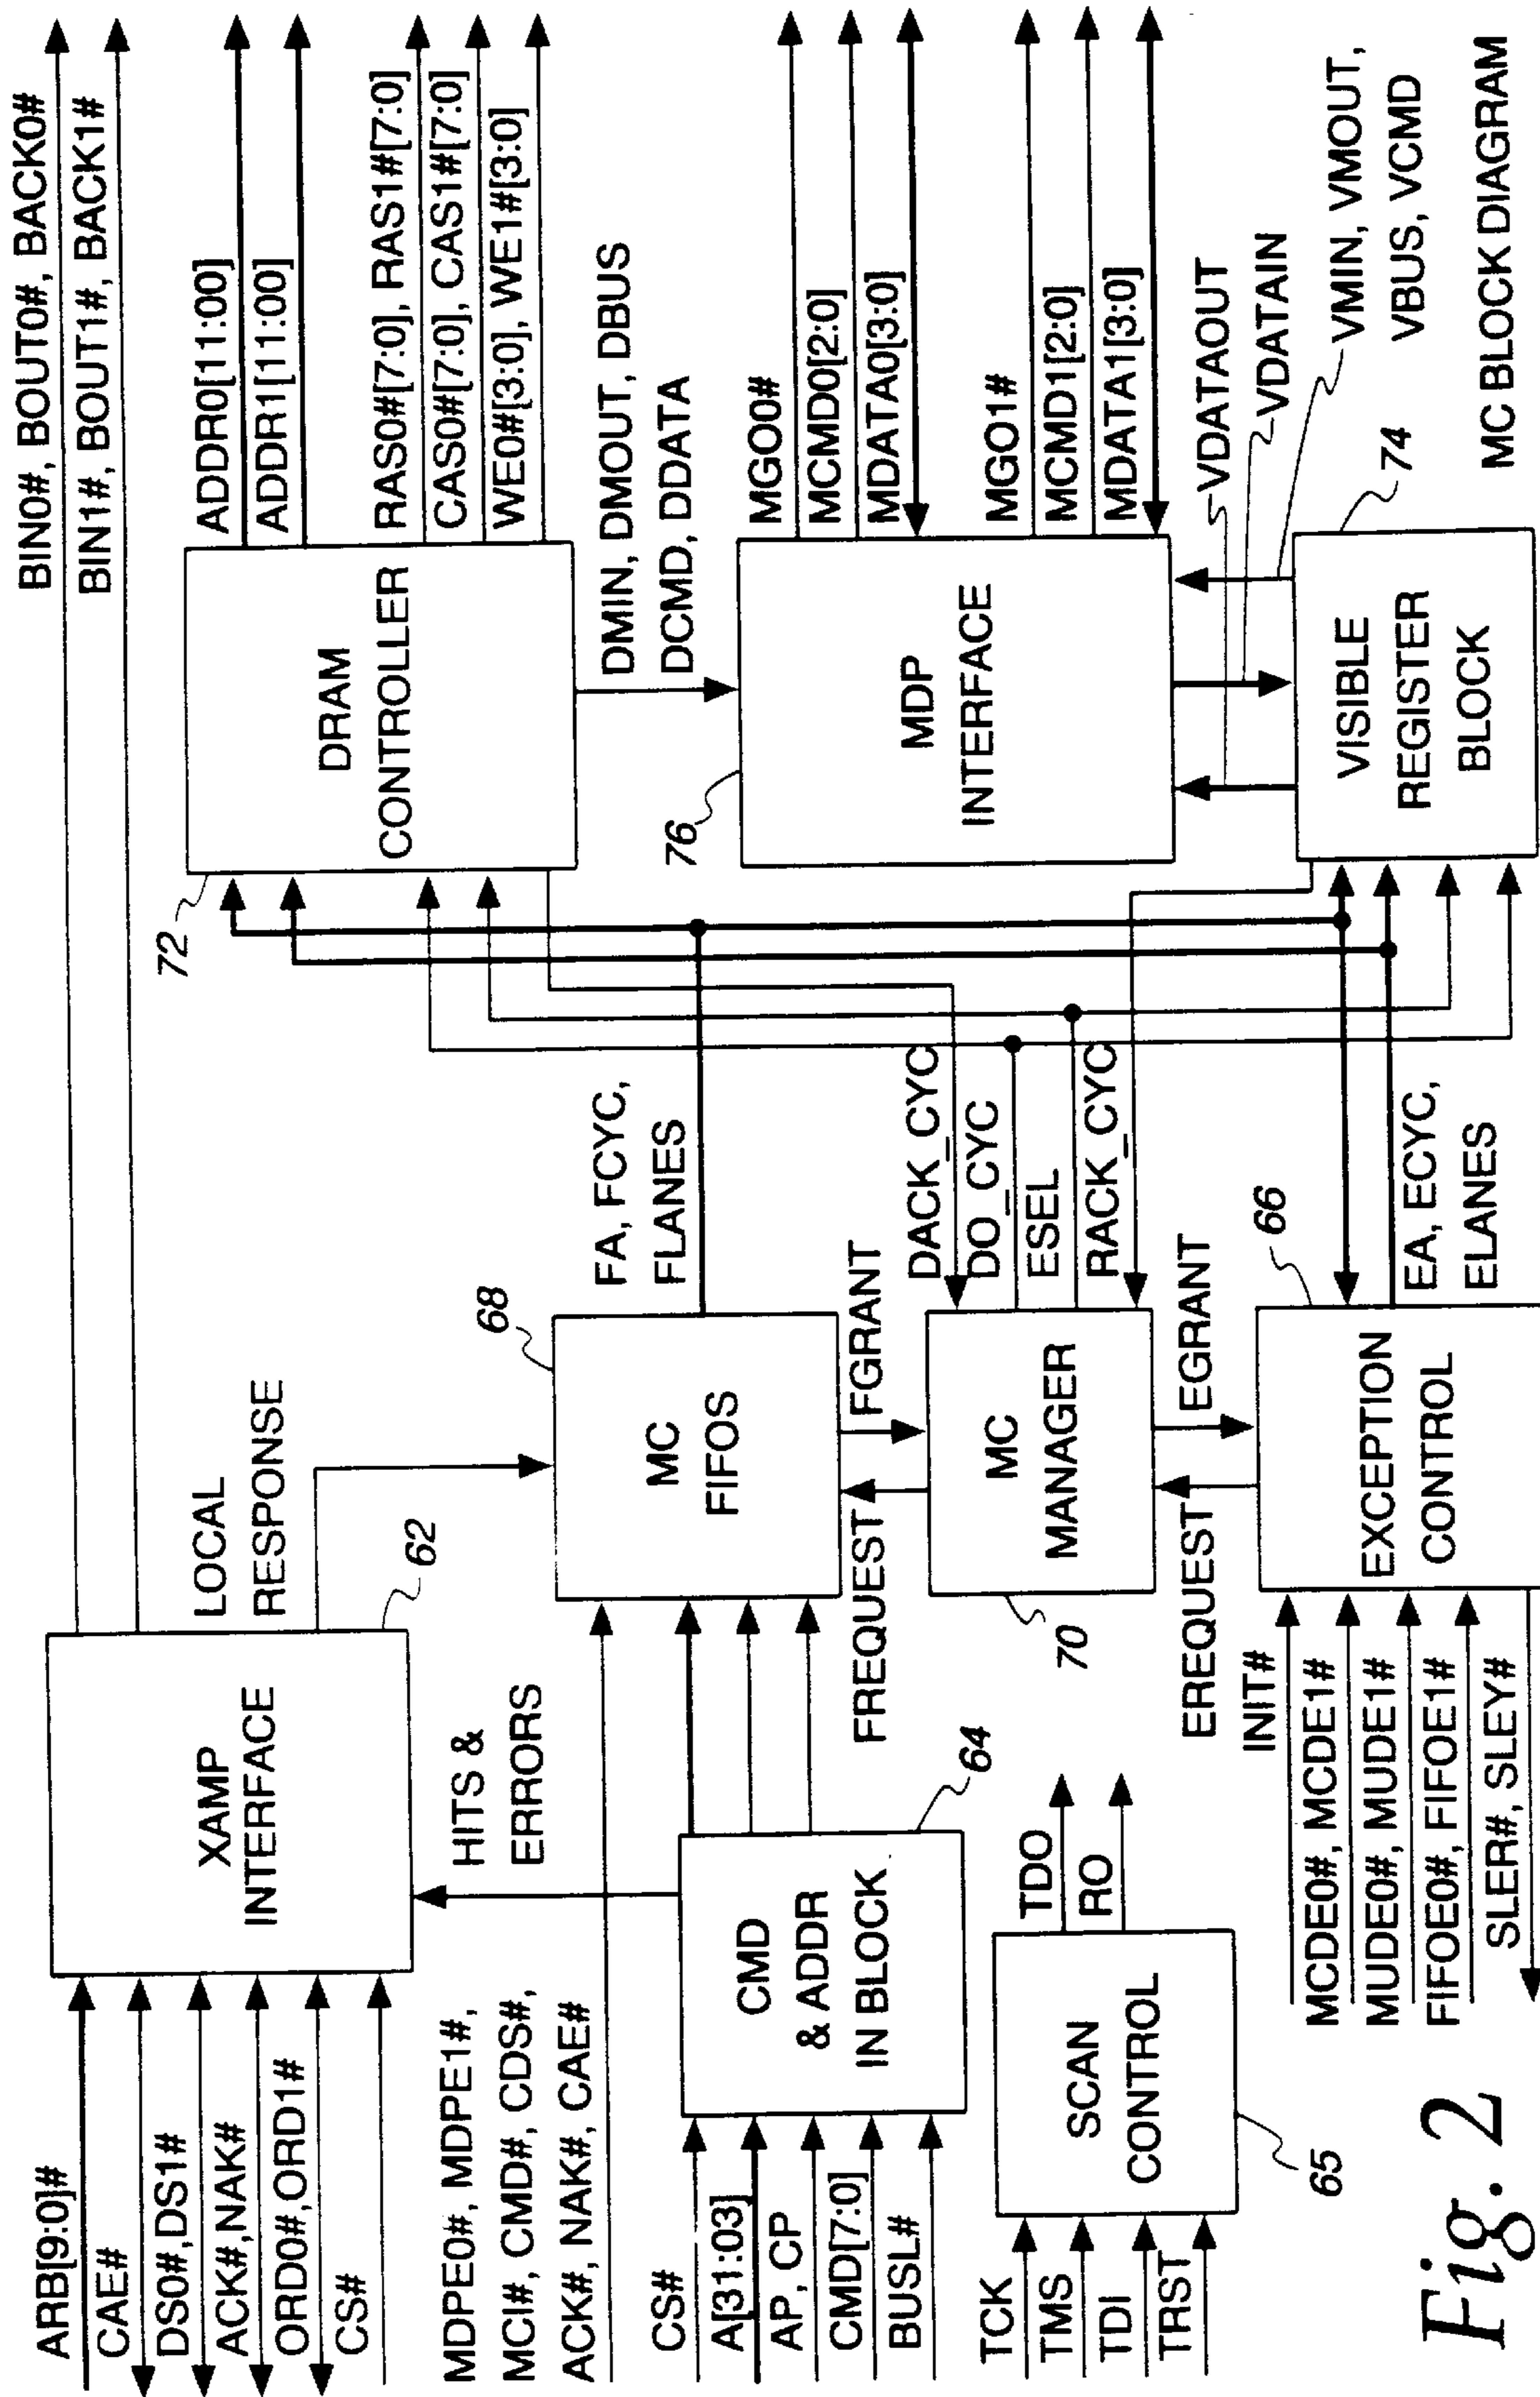 ARB[9:0]#
CAE#
DS0#,DS1#
ACK#,NAK#
ORD0#,ORD1#
CS#
XAMP
INTERFACE
62
LOCAL
RESPONSE
BIN0#, BOUT0#, BACK0#
BIN1#, BOUT1#, BACK1#
HITS &
ERRORS
MDPE0#, MDPE1#,
MCI#, CMD#, CDS#,
ACK#, NAK#, CAE#
CS#
A[31:03]
AP, CP
CMD[7:0]
BUSL#
CMD
& ADDR
IN BLOCK
64
TCK
TMS
TDI
TRST
SCAN
CONTROL
65
TDO
RO
MC
FIFOS
68
FA, FCYC,
FLANES
FREQUEST
FGRANT
MC
MANAGER
70
DACK_CYC
DO_CYC
ESEL
RACK_CYC
EREQUEST
EGRANT
INIT#
MCDE0#, MCDE1#
MUDE0#, MUDE1#
FIFOE0#, FIFOE1#
SLER#, SLEY#
EXCEPTION
CONTROL
66
EA, ECYC,
ELANES
72
DRAM
CONTROLLER
ADDR0[11:00]
ADDR1[11:00]
RAS0#[7:0], RAS1#[7:0]
CAS0#[7:0], CAS1#[7:0]
WE0#[3:0], WE1#[3:0]
DMIN, DMOUT, DBUS
DCMD, DDATA
76
MDP
INTERFACE
MGO0#
MCMD0[2:0]
MDATA0[3:0]
MGO1#
MCMD1[2:0]
MDATA1[3:0]
VDATAOUT
VDATAIN
VMIN, VMOUT,
VBUS, VCMD
VISIBLE
REGISTER
BLOCK
74
MC BLOCK DIAGRAM
Fig. 2